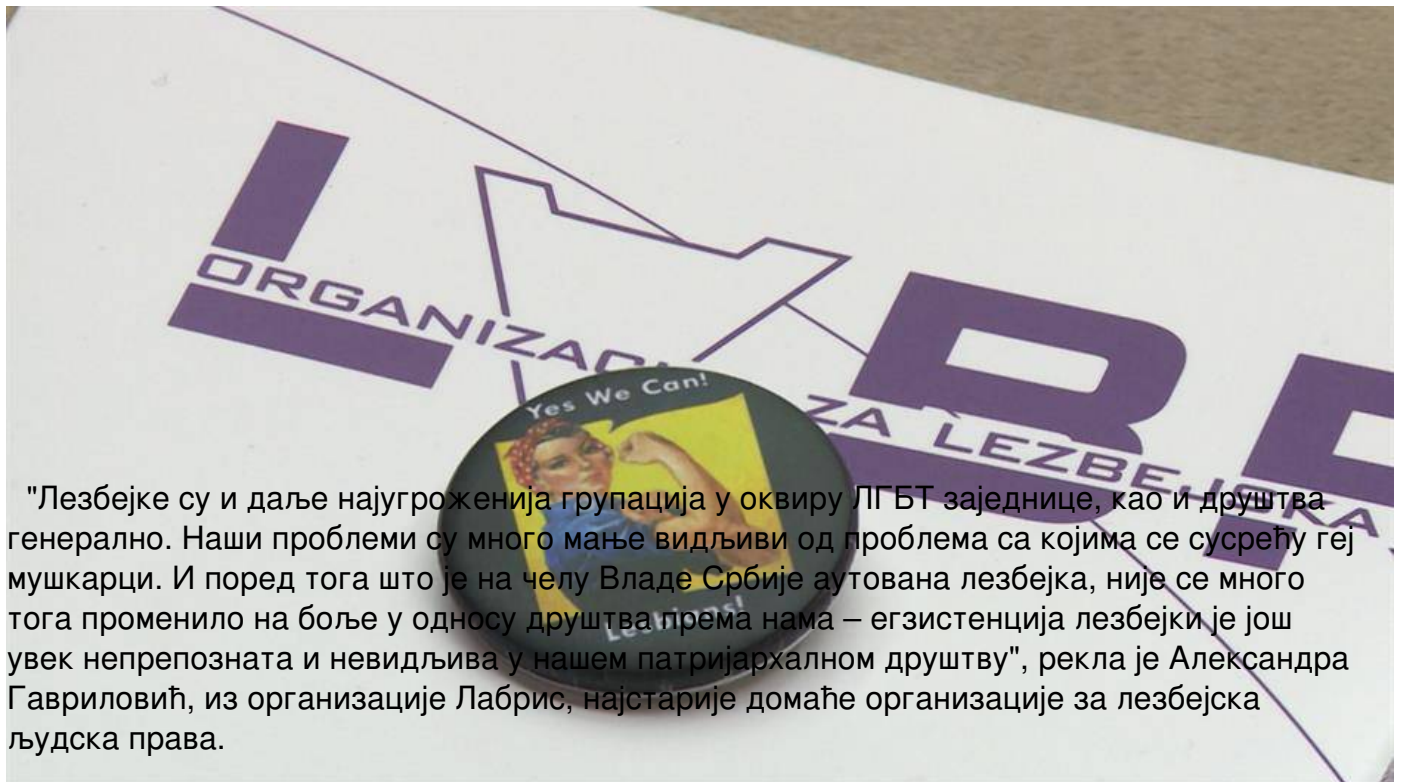 ORGANIZACIJA ZA LEZBEJSKA
Yes We Can!
Lesbians!
"Лезбејке су и даље најугроженија групација у оквиру ЛГБТ заједнице, као и друштва
генерално. Наши проблеми су много мање видљиви од проблема са којима се сусрећу геј
мушкарци. И поред тога што је на челу Владе Србије аутована лезбејка, није се много
тога променило на боље у односу друштва према нама – егзистенција лезбејки је још
увек непрепозната и невидљива у нашем патријархалном друштву", рекла је Александра
Гавриловић, из организације Лабрис, најстарије домаће организације за лезбејска
људска права.